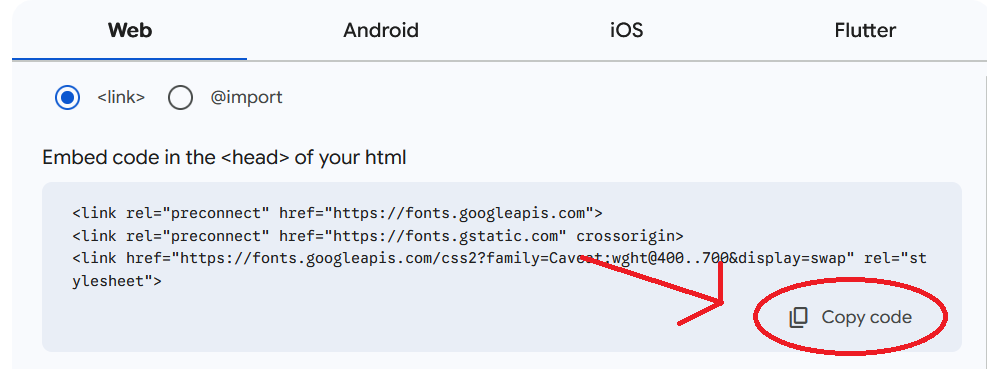 Web Android iOS Flutter
<link> @import
Embed code in the <head> of your html
<link rel="preconnect" href="https://fonts.googleapis.com">
<link rel="preconnect" href="https://fonts.gstatic.com" crossorigin>
<link href="https://fonts.googleapis.com/css2?family=Caveat:wght@400..700&display=swap" rel="st
ylesheet">
Copy code